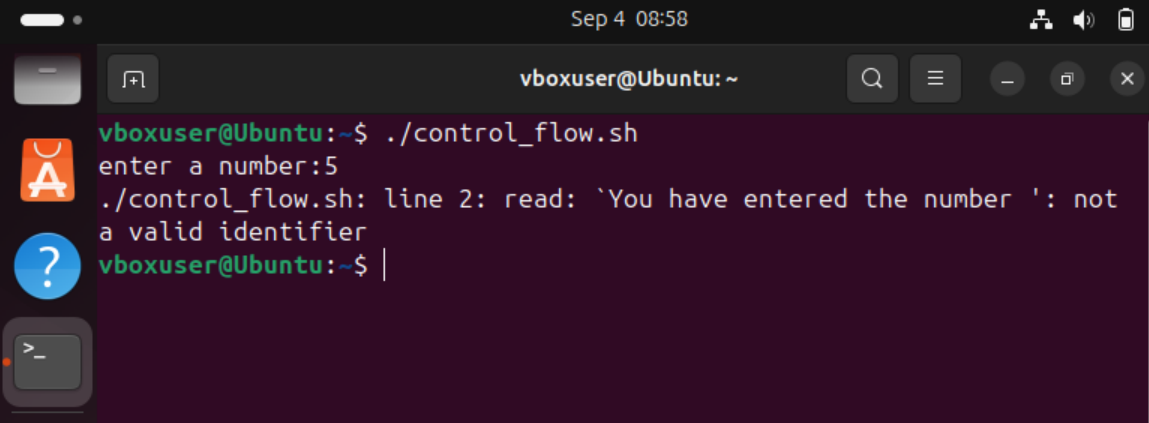 Sep 4 08:58
vboxuser@Ubuntu: ~
vboxuser@Ubuntu:~$ ./control_flow.sh
enter a number:5
./control_flow.sh: line 2: read: `You have entered the number ': not
a valid identifier
vboxuser@Ubuntu:~$